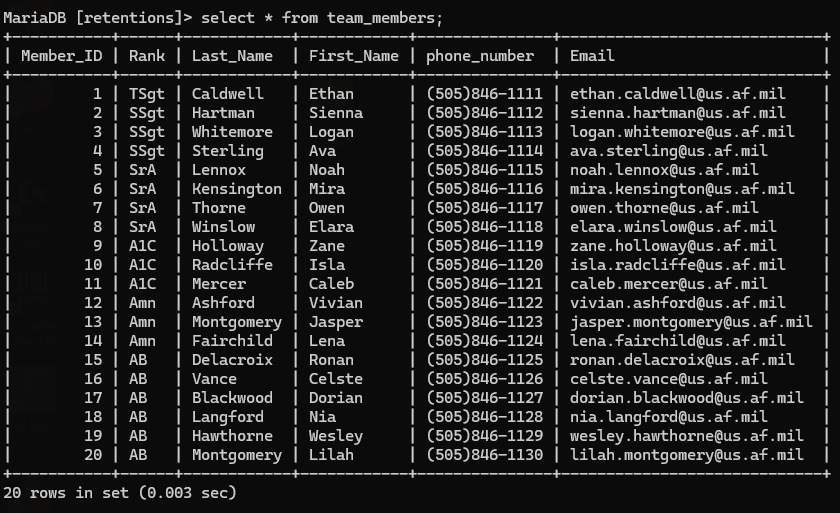 MariaDB [retentions]> select * from team_members;
+-----------+------+------------+------------+---------------+---------------------------+
| Member_ID | Rank | Last_Name  | First_Name | phone_number  | Email                     |
+-----------+------+------------+------------+---------------+---------------------------+
|         1 | TSgt | Caldwell   | Ethan      | (505)846-1111 | ethan.caldwell@us.af.mil    |
|         2 | SSgt | Hartman    | Sienna     | (505)846-1112 | sienna.hartman@us.af.mil    |
|         3 | SSgt | Whitemore  | Logan      | (505)846-1113 | logan.whitemore@us.af.mil   |
|         4 | SSgt | Sterling   | Ava        | (505)846-1114 | ava.sterling@us.af.mil      |
|         5 | SrA  | Lennox     | Noah       | (505)846-1115 | noah.lennox@us.af.mil       |
|         6 | SrA  | Kensington | Mira       | (505)846-1116 | mira.kensington@us.af.mil   |
|         7 | SrA  | Thorne     | Owen       | (505)846-1117 | owen.thorne@us.af.mil       |
|         8 | SrA  | Winslow    | Elara      | (505)846-1118 | elara.winslow@us.af.mil     |
|         9 | A1C  | Holloway   | Zane       | (505)846-1119 | zane.holloway@us.af.mil     |
|        10 | A1C  | Radcliffe  | Isla       | (505)846-1120 | isla.radcliffe@us.af.mil    |
|        11 | A1C  | Mercer     | Caleb      | (505)846-1121 | caleb.mercer@us.af.mil      |
|        12 | Amn  | Ashford    | Vivian     | (505)846-1122 | vivian.ashford@us.af.mil    |
|        13 | Amn  | Montgomery | Jasper     | (505)846-1123 | jasper.montgomery@us.af.mil |
|        14 | Amn  | Fairchild  | Lena       | (505)846-1124 | lena.fairchild@us.af.mil    |
|        15 | AB   | Delacroix  | Ronan      | (505)846-1125 | ronan.delacroix@us.af.mil   |
|        16 | AB   | Vance      | Celste     | (505)846-1126 | celste.vance@us.af.mil      |
|        17 | AB   | Blackwood  | Dorian     | (505)846-1127 | dorian.blackwood@us.af.mil  |
|        18 | AB   | Langford   | Nia        | (505)846-1128 | nia.langford@us.af.mil      |
|        19 | AB   | Hawthorne  | Wesley     | (505)846-1129 | wesley.hawthorne@us.af.mil  |
|        20 | AB   | Montgomery | Lilah      | (505)846-1130 | lilah.montgomery@us.af.mil  |
+-----------+------+------------+------------+---------------+---------------------------+
20 rows in set (0.003 sec)